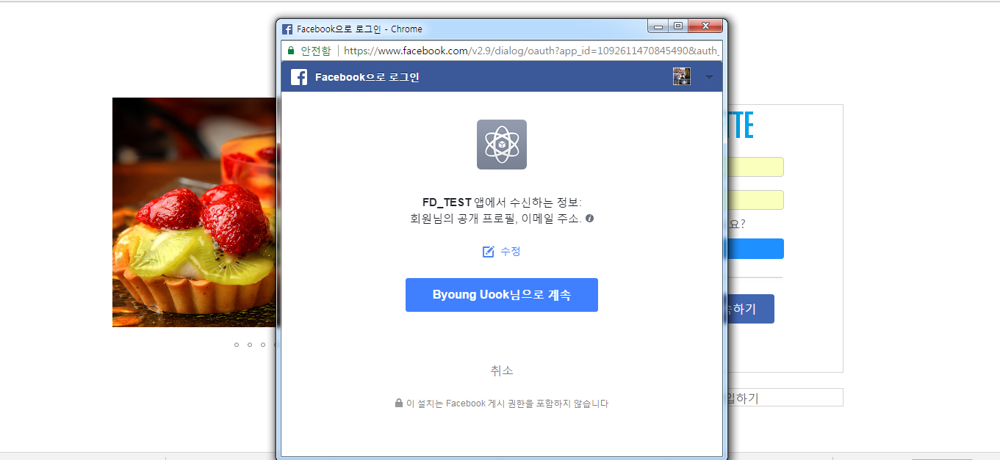 Facebook으로 로그인 - Chrome
안전함 https://www.facebook.com/v2.9/dialog/oauth?app_id=1092611470845490&auth_
Facebook으로 로그인
TTE
FD_TEST 앱에서 수신하는 정보:
회원님의 공개 프로필, 이메일 주소.
요?
수정
Byoung Uook님으로 계속
속하기
취소
입하기
이 설치는 Facebook 게시 권한을 포함하지 않습니다